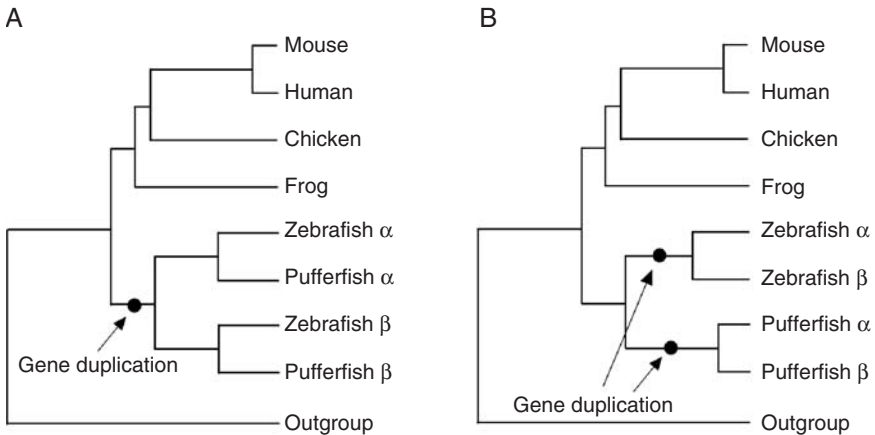 A
Mouse
Human
Chicken
Frog
Zebrafish α
Pufferfish α
Zebrafish β
Pufferfish β
Outgroup
Gene duplication
B
Mouse
Human
Chicken
Frog
Zebrafish α
Zebrafish β
Pufferfish α
Pufferfish β
Outgroup
Gene duplication